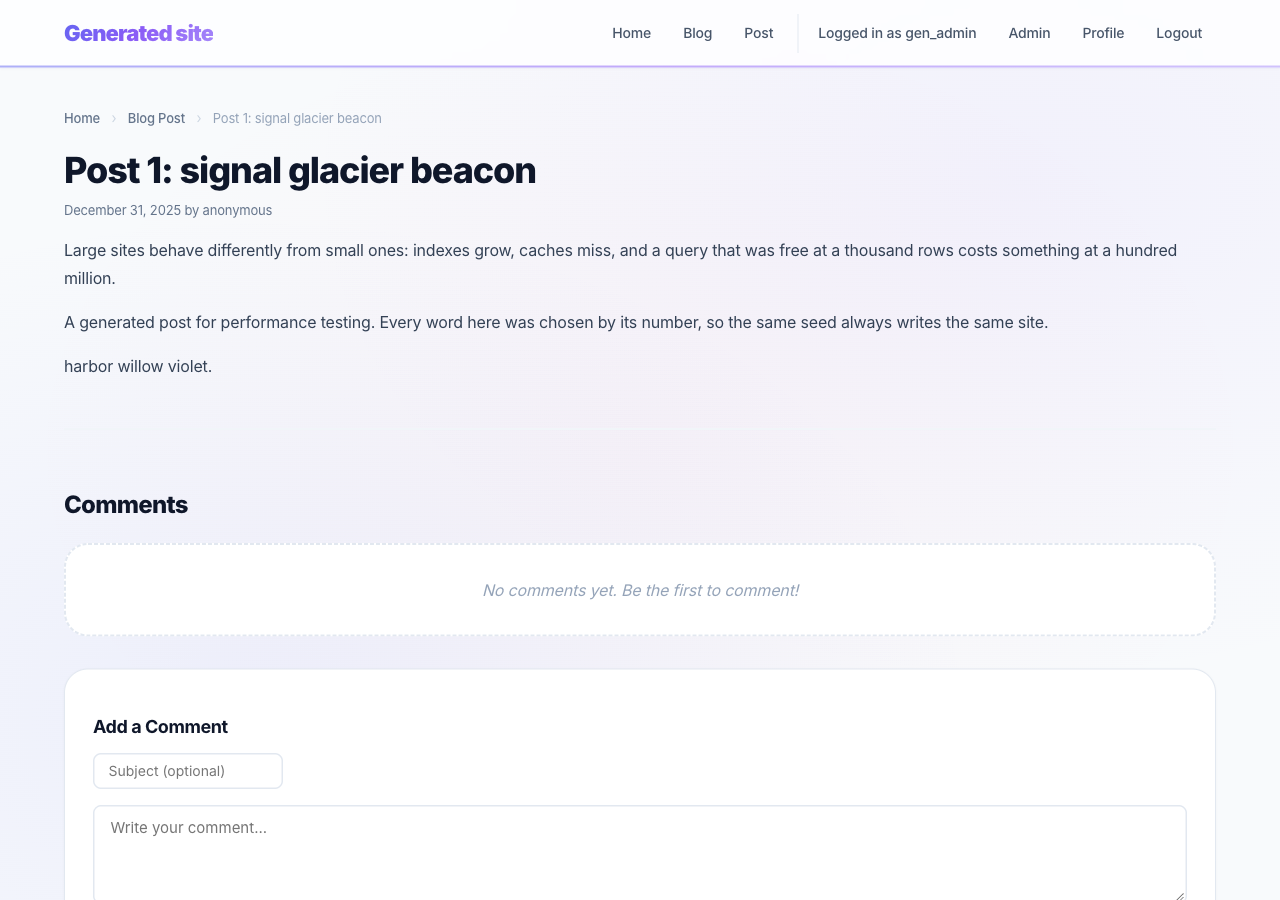 Generated site
Home Blog Post Logged in as gen_admin Admin Profile Logout
Home › Blog Post › Post 1: signal glacier beacon
Post 1: signal glacier beacon
December 31, 2025 by anonymous
Large sites behave differently from small ones: indexes grow, caches miss, and a query that was free at a thousand rows costs something at a hundred
million.
A generated post for performance testing. Every word here was chosen by its number, so the same seed always writes the same site.
harbor willow violet.
Comments
No comments yet. Be the first to comment!
Add a Comment
Subject (optional)
Write your comment...